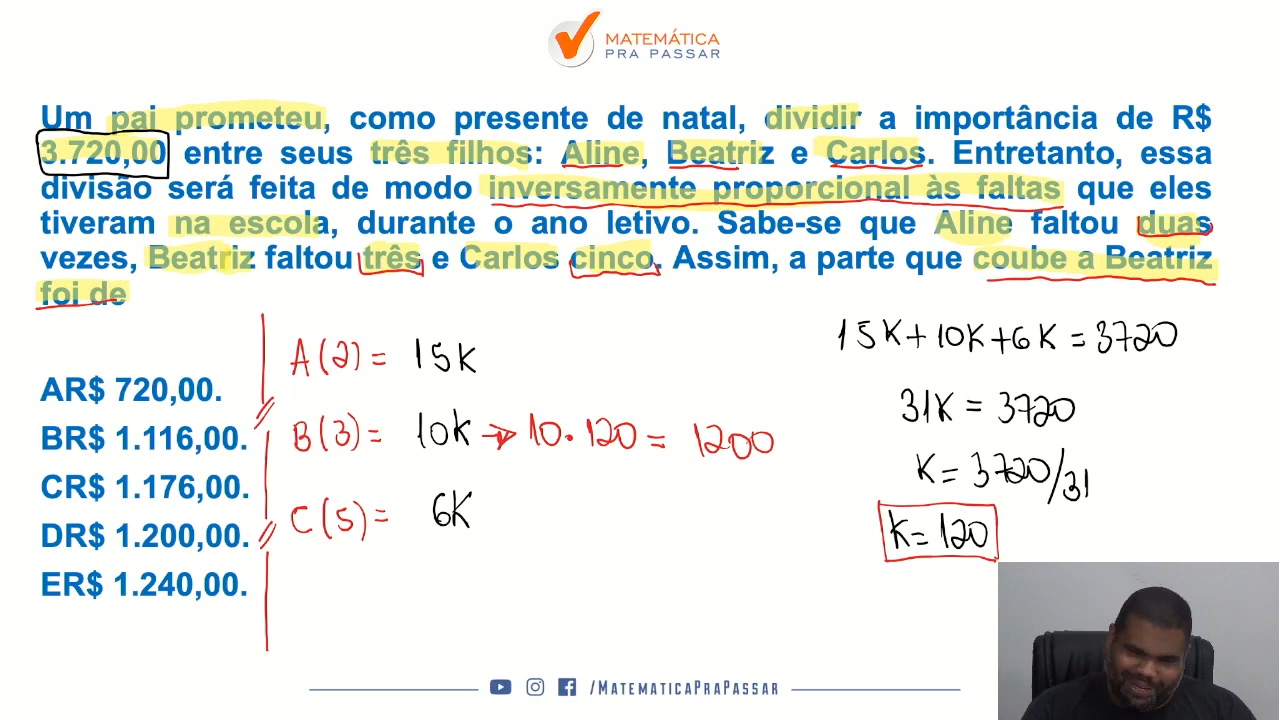 MATEMÁTICA
PRA PASSAR
Um pai prometeu, como presente de natal, dividir a importância de R$
3.720,00 entre seus três filhos: Aline, Beatriz e Carlos. Entretanto, essa
divisão será feita de modo inversamente proporcional às faltas que eles
tiveram na escola, durante o ano letivo. Sabe-se que Aline faltou duas
vezes, Beatriz faltou três e Carlos cinco. Assim, a parte que coube a Beatriz
foi de
AR$ 720,00.
BR$ 1.116,00.
CR$ 1.176,00.
DR$ 1.200,00.
ER$ 1.240,00.
A(2) = 15K
B(3) = 10K → 10 · 120 = 1200
C(5) = 6K
15K + 10K + 6K = 3720
31K = 3720
K = 3720/31
K = 120
/MatematicaPraPassar